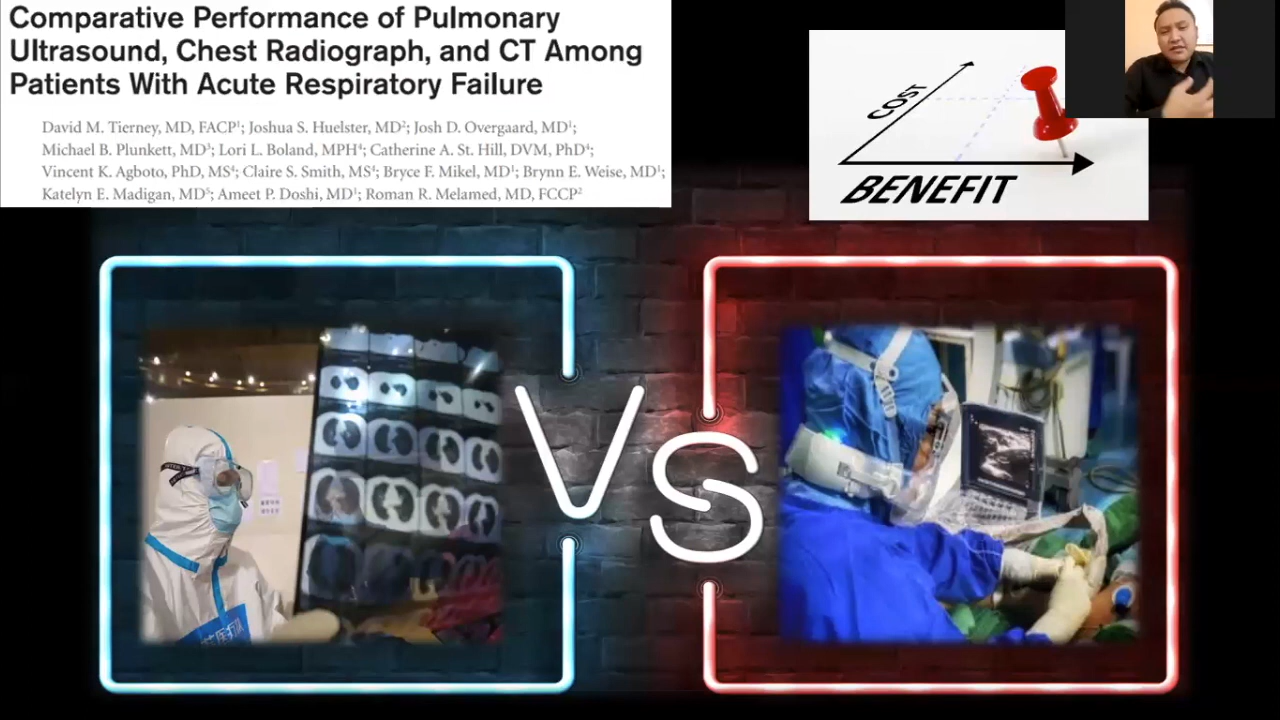 Comparative Performance of Pulmonary
Ultrasound, Chest Radiograph, and CT Among
Patients With Acute Respiratory Failure
David M. Tierney, MD, FACP¹; Joshua S. Huelster, MD²; Josh D. Overgaard, MD¹;
Michael B. Plunkett, MD³; Lori L. Boland, MPH⁴; Catherine A. St. Hill, DVM, PhD⁴;
Vincent K. Agboto, PhD, MS⁴; Claire S. Smith, MS⁴; Bryce F. Mikel, MD¹; Brynn E. Weise, MD¹;
Katelyn E. Madigan, MD⁵; Ameet P. Doshi, MD¹; Roman R. Melamed, MD, FCCP²
COST
BENEFIT
VS